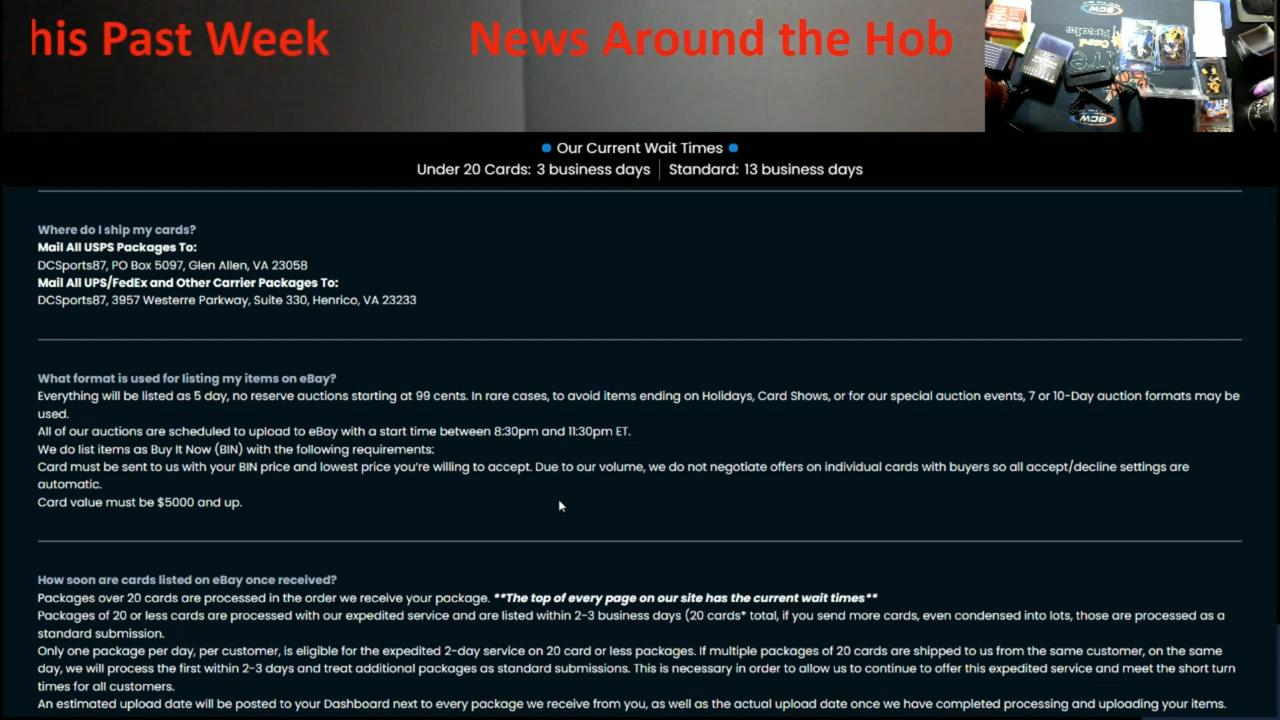 his Past Week News Around the Hob
Our Current Wait Times
Under 20 Cards: 3 business days | Standard: 13 business days
Where do I ship my cards?
Mail All USPS Packages To:
DCSports87, PO Box 5097, Glen Allen, VA 23058
Mail All UPS/FedEx and Other Carrier Packages To:
DCSports87, 3957 Westerre Parkway, Suite 330, Henrico, VA 23233
What format is used for listing my items on eBay?
Everything will be listed as 5 day, no reserve auctions starting at 99 cents. In rare cases, to avoid items ending on Holidays, Card Shows, or for our special auction events, 7 or 10-Day auction formats may be
used.
All of our auctions are scheduled to upload to eBay with a start time between 8:30pm and 11:30pm ET.
We do list items as Buy It Now (BIN) with the following requirements:
Card must be sent to us with your BIN price and lowest price you're willing to accept. Due to our volume, we do not negotiate offers on individual cards with buyers so all accept/decline settings are
automatic.
Card value must be $5000 and up.
How soon are cards listed on eBay once received?
Packages over 20 cards are processed in the order we receive your package. **The top of every page on our site has the current wait times**
Packages of 20 or less cards are processed with our expedited service and are listed within 2-3 business days (20 cards* total, if you send more cards, even condensed into lots, those are processed as a
standard submission.
Only one package per day, per customer, is eligible for the expedited 2-day service on 20 card or less packages. If multiple packages of 20 cards are shipped to us from the same customer, on the same
day, we will process the first within 2-3 days and treat additional packages as standard submissions. This is necessary in order to allow us to continue to offer this expedited service and meet the short turn
times for all customers.
An estimated upload date will be posted to your Dashboard next to every package we receive from you, as well as the actual upload date once we have completed processing and uploading your items.
BCW
BCW